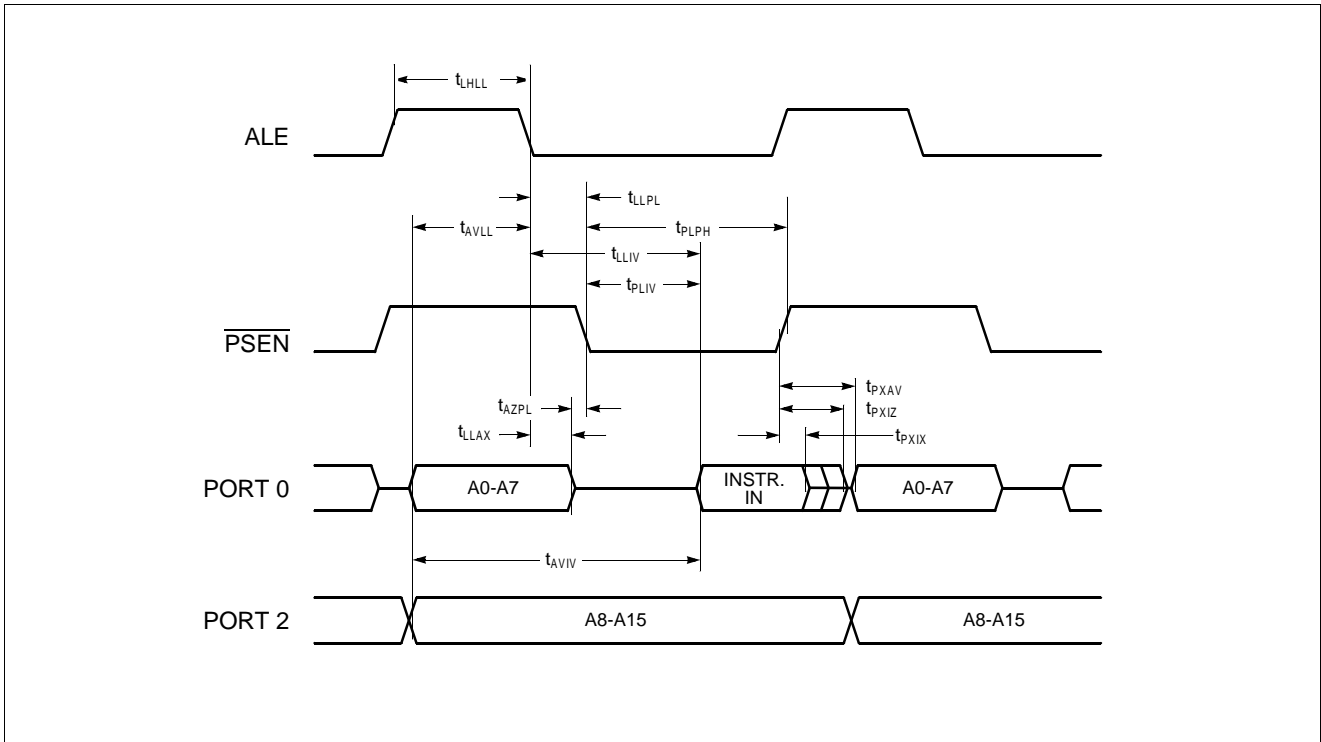 tLHLL
ALE
tLLPL
tAVLL
tPLPH
tLLIV
tPLIV
PSEN
tPXAV
tAZPL
tPXIZ
tLLAX
tPXIX
PORT 0
A0-A7
INSTR.
IN
A0-A7
tAVIV
PORT 2
A8-A15
A8-A15